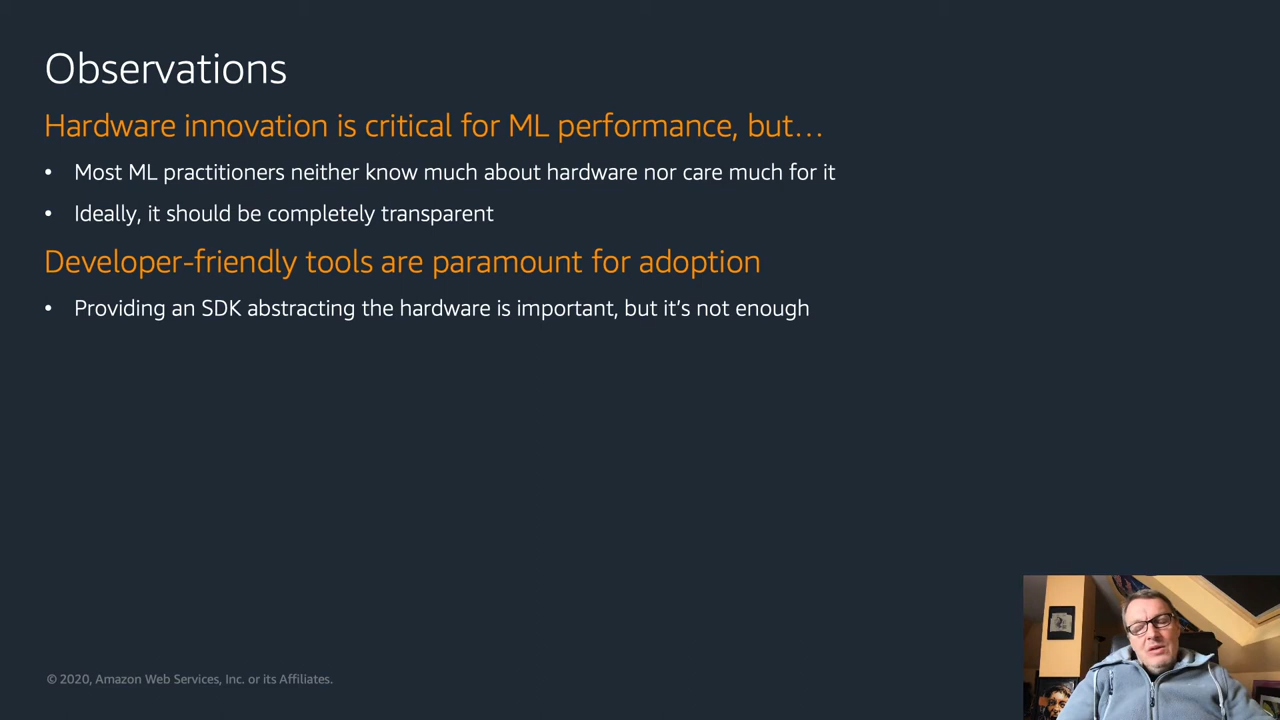 Observations
Hardware innovation is critical for ML performance, but…
• Most ML practitioners neither know much about hardware nor care much for it
• Ideally, it should be completely transparent
Developer-friendly tools are paramount for adoption
• Providing an SDK abstracting the hardware is important, but it’s not enough
© 2020, Amazon Web Services, Inc. or its Affiliates.